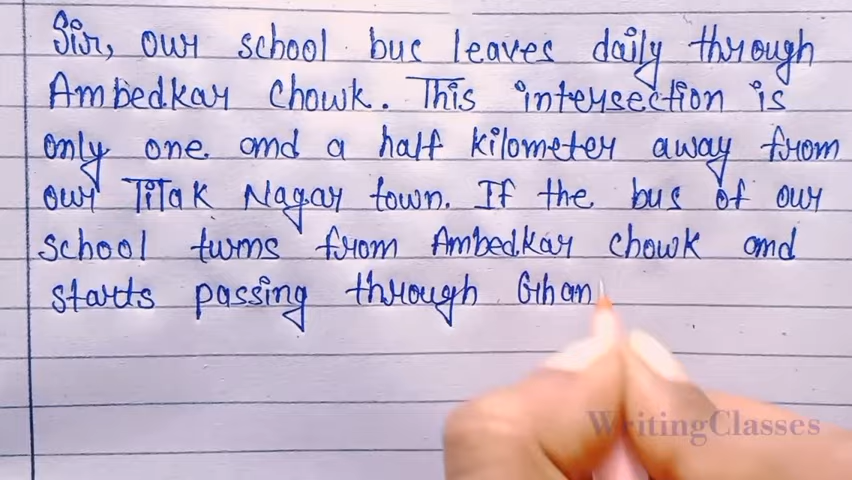 Sir, our school bus leaves daily through
Ambedkar Chowk. This intersection is
only one and a half kilometer away from
our Tilak Nagar town. If the bus of our
school turns from Ambedkar Chowk and
starts passing through Ghan
WritingClasses